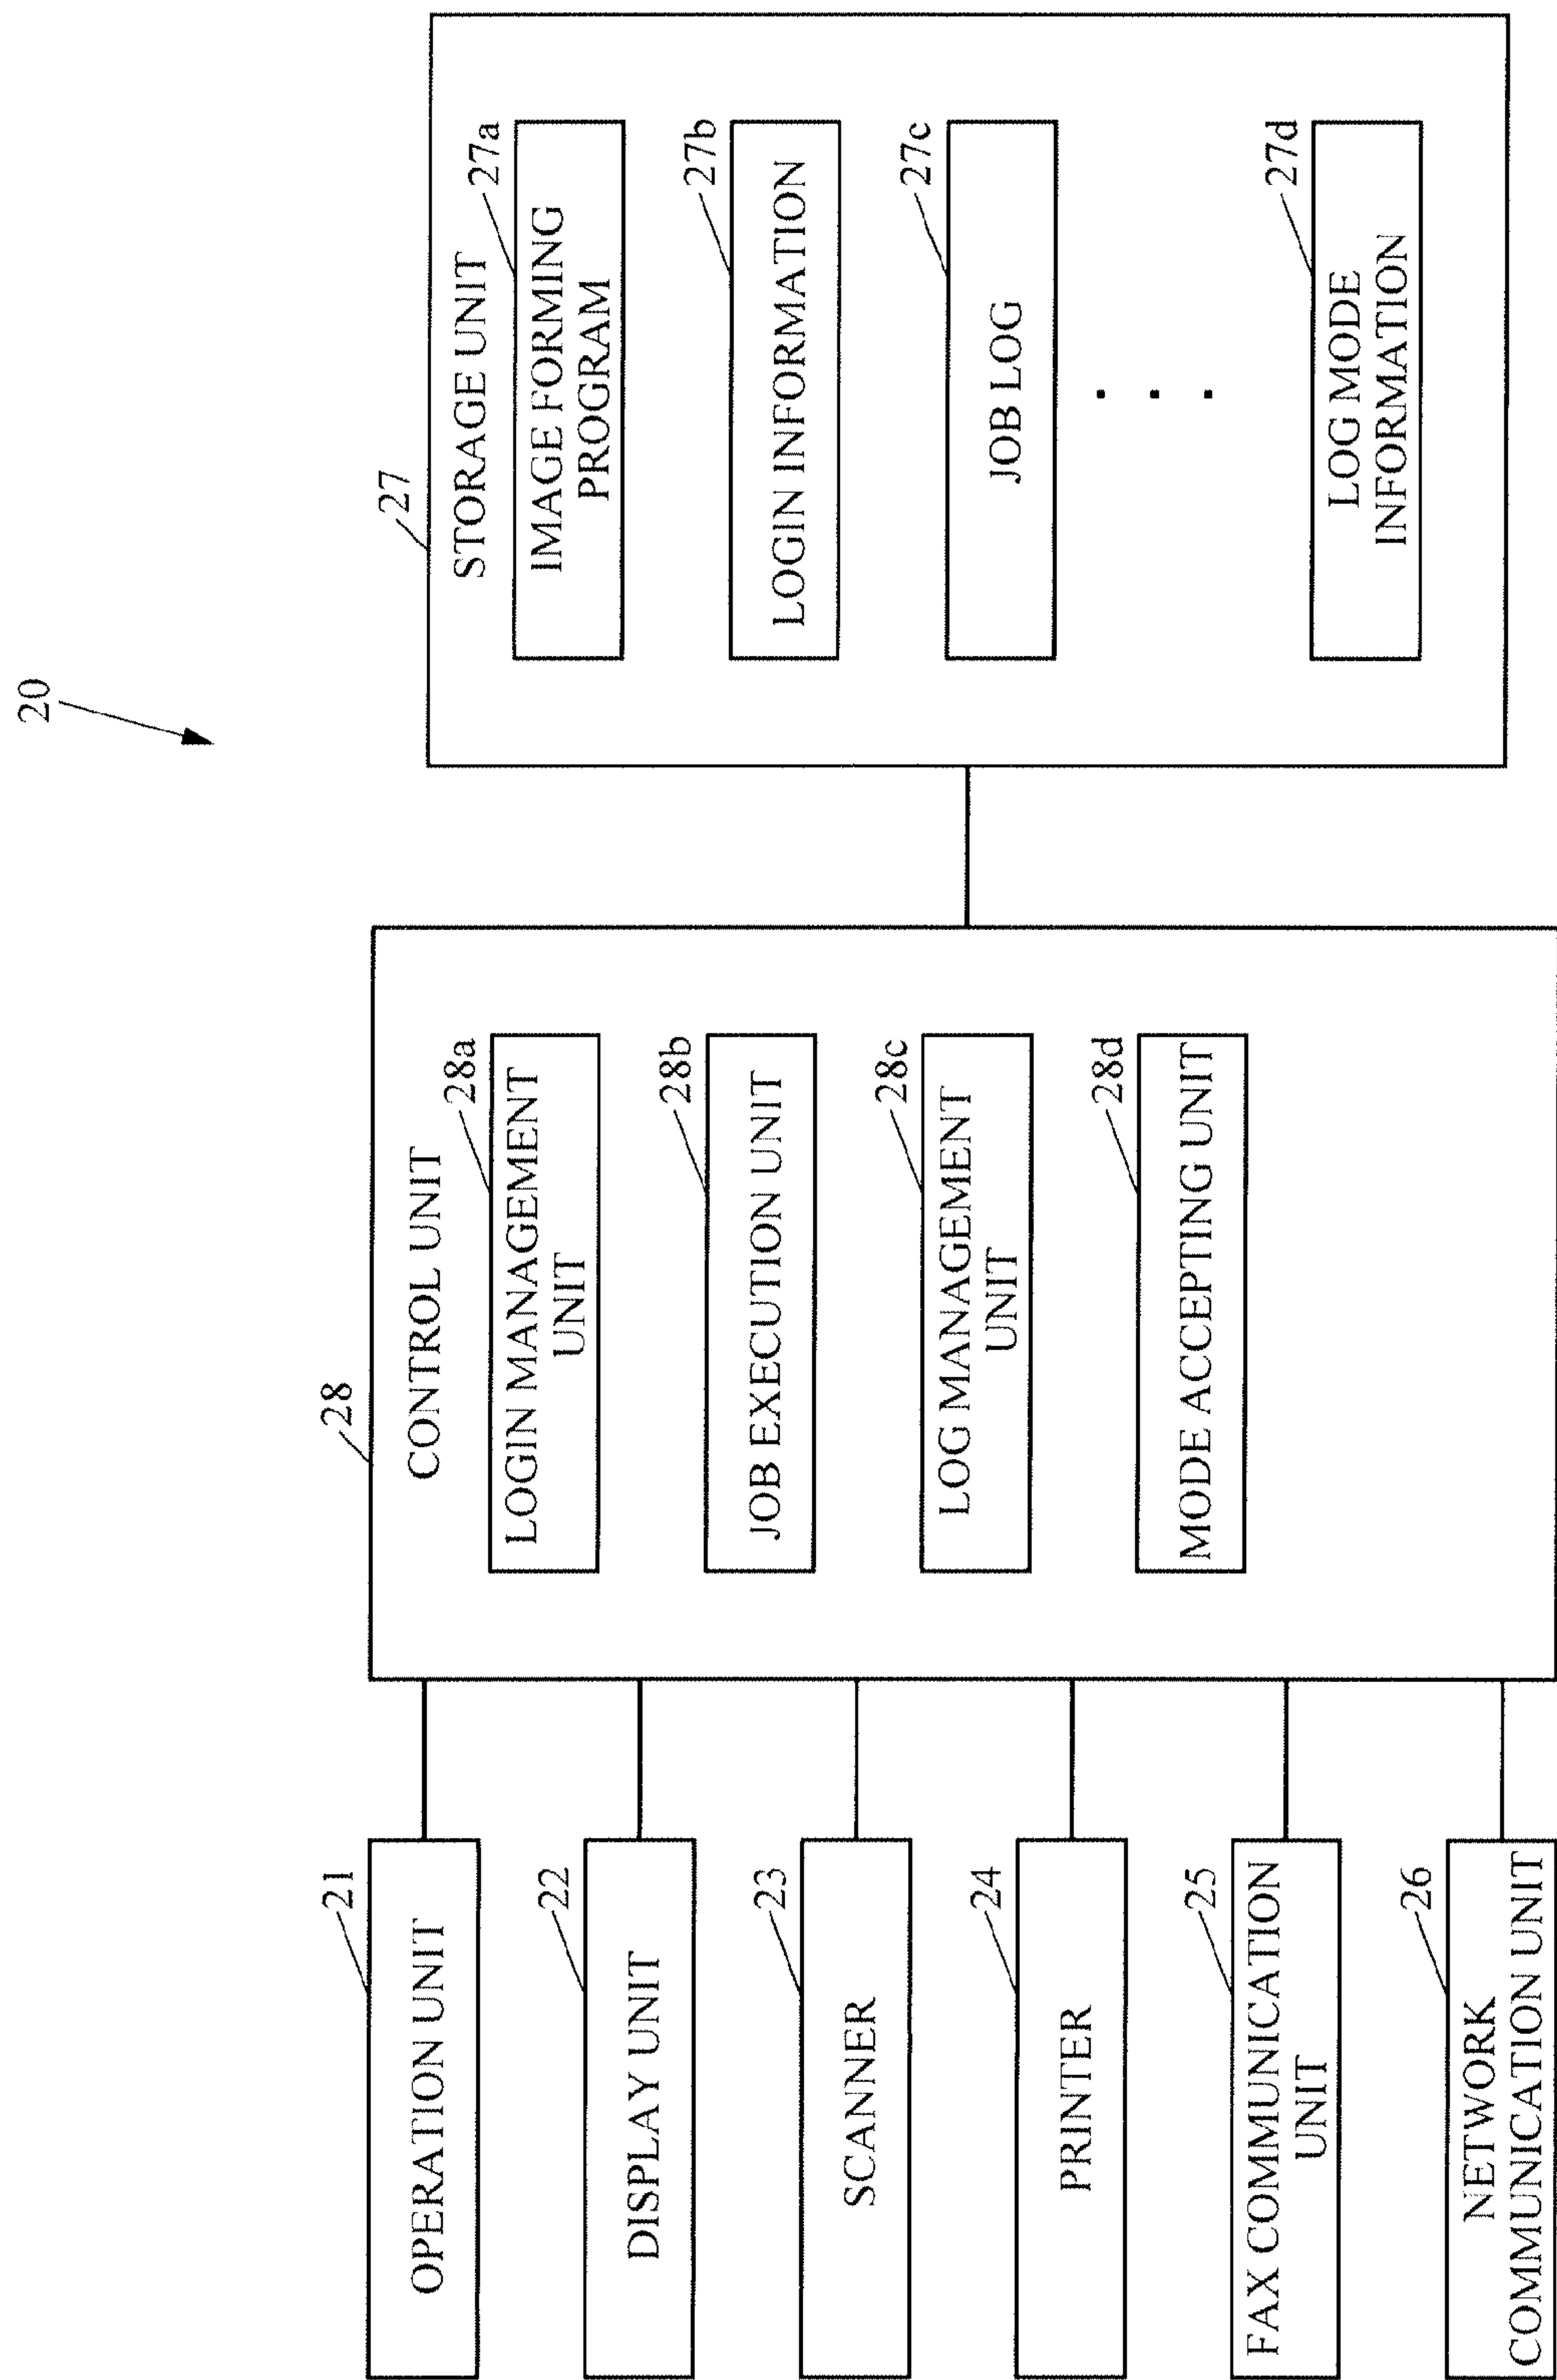 20
21
OPERATION UNIT
22
DISPLAY UNIT
23
SCANNER
24
PRINTER
25
FAX COMMUNICATION
UNIT
26
NETWORK
COMMUNICATION UNIT
28
CONTROL UNIT
28a
LOGIN MANAGEMENT
UNIT
28b
JOB EXECUTION UNIT
28c
LOG MANAGEMENT
UNIT
28d
MODE ACCEPTING UNIT
27
STORAGE UNIT
27a
IMAGE FORMING
PROGRAM
27b
LOGIN INFORMATION
27c
JOB LOG
. . .
27d
LOG MODE
INFORMATION